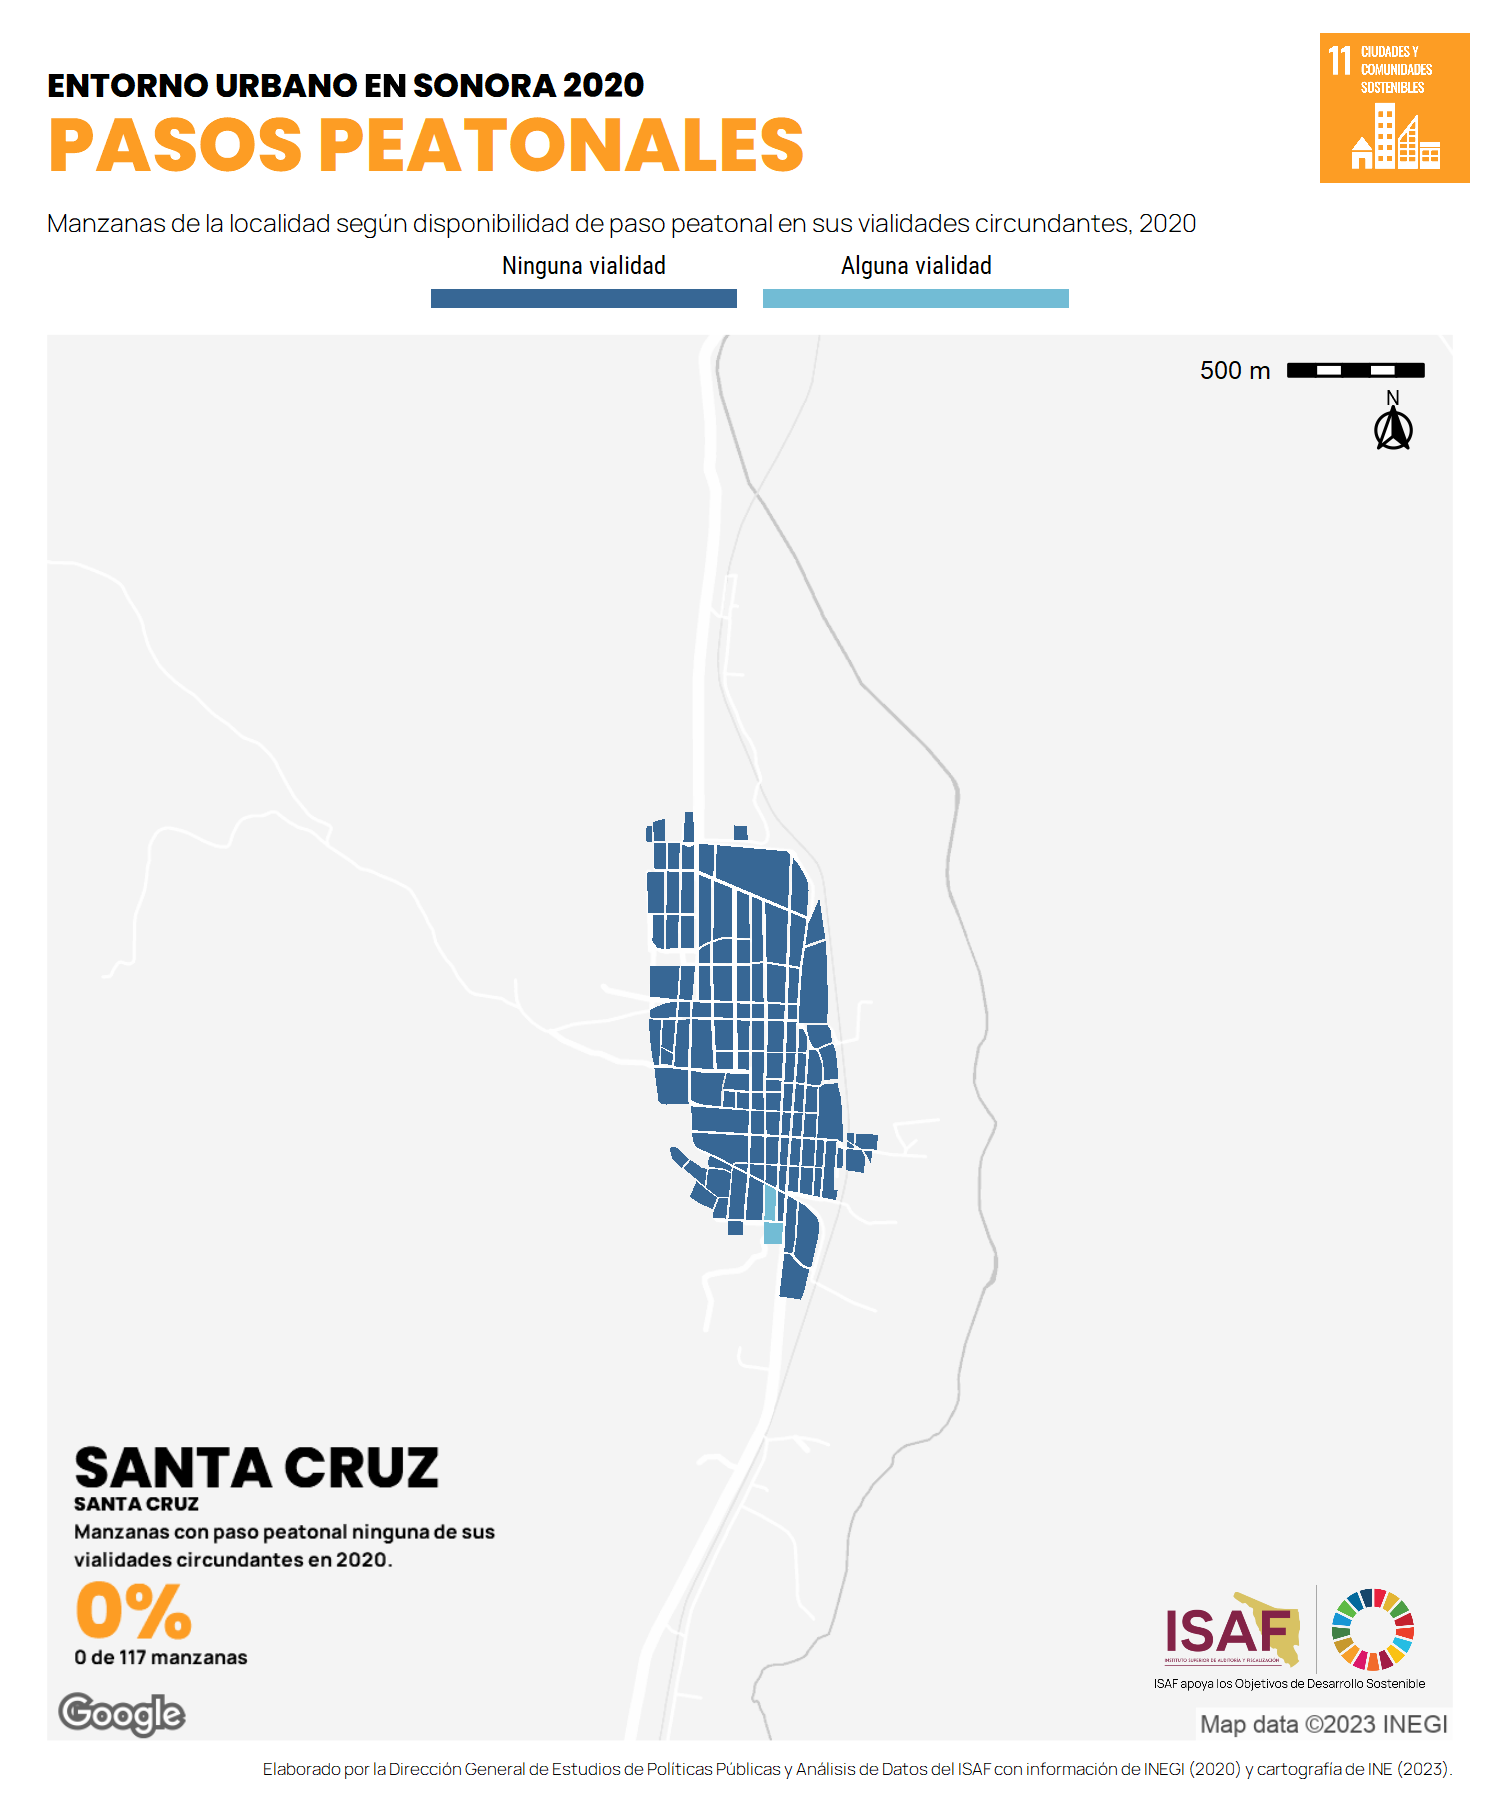 ENTORNO URBANO EN SONORA 2020
PASOS PEATONALES
11 CIUDADES Y
COMUNIDADES
SOSTENIBLES
Manzanas de la localidad según disponibilidad de paso peatonal en sus vialidades circundantes, 2020
Ninguna vialidad
Alguna vialidad
500 m
N
SANTA CRUZ
SANTA CRUZ
Manzanas con paso peatonal ninguna de sus
vialidades circundantes en 2020.
0%
0 de 117 manzanas
Google
ISAF
INSTITUTO SUPERIOR DE AUDITORÍA Y FISCALIZACIÓN
ISAF apoya los Objetivos de Desarrollo Sostenible
Map data ©2023 INEGI
Elaborado por la Dirección General de Estudios de Políticas Públicas y Análisis de Datos del ISAF con información de INEGI (2020) y cartografía de INE (2023).